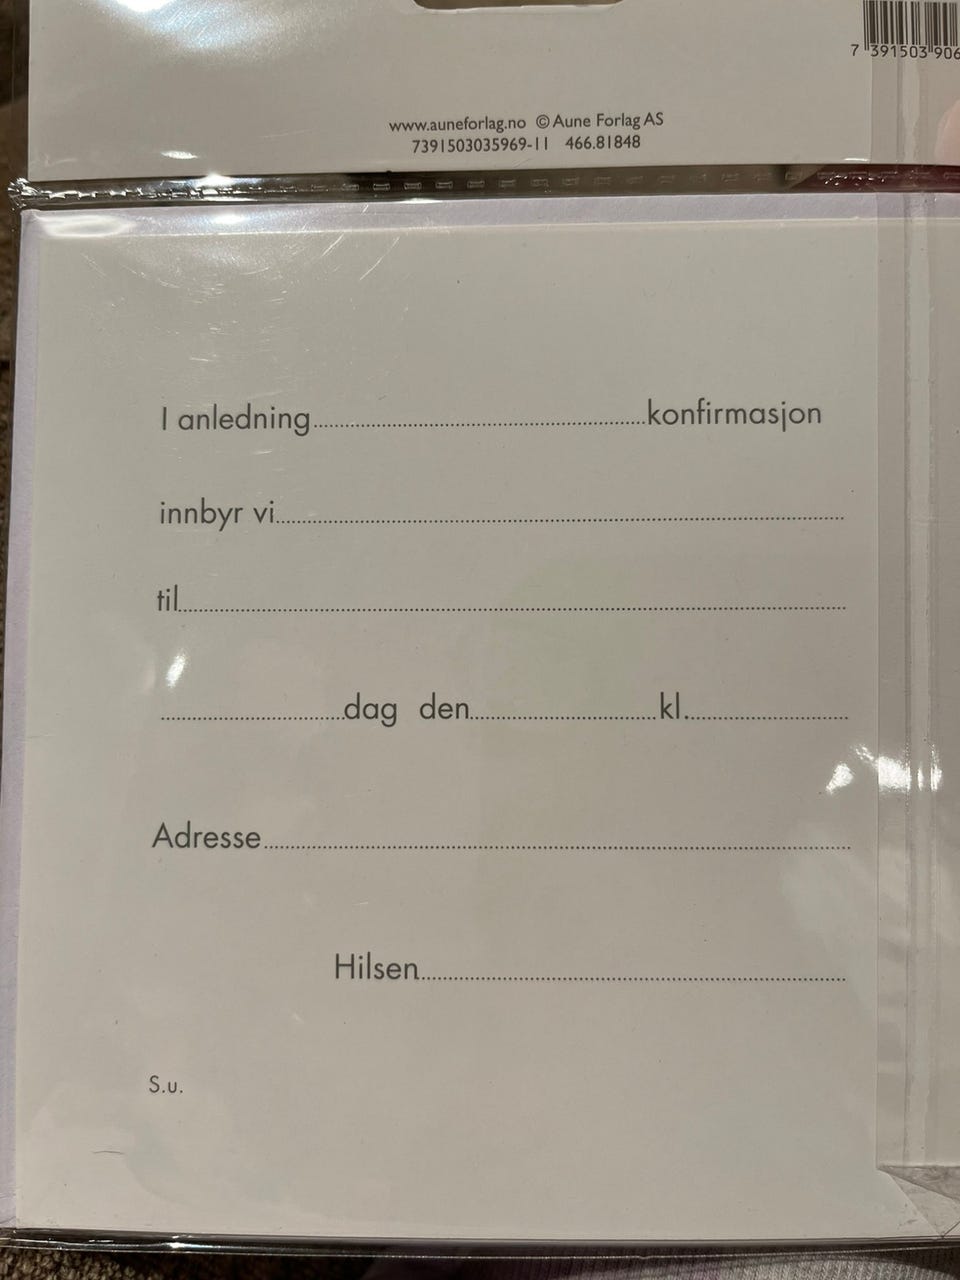 7 391503 906
www.auneforlag.no © Aune Forlag AS
7391503035969-11 466.81848
I anledning..............................konfirmasjon
innbyr vi..............................
til..............................
....................dag den....................kl...............
Adresse..............................
Hilsen..............................
S.u.